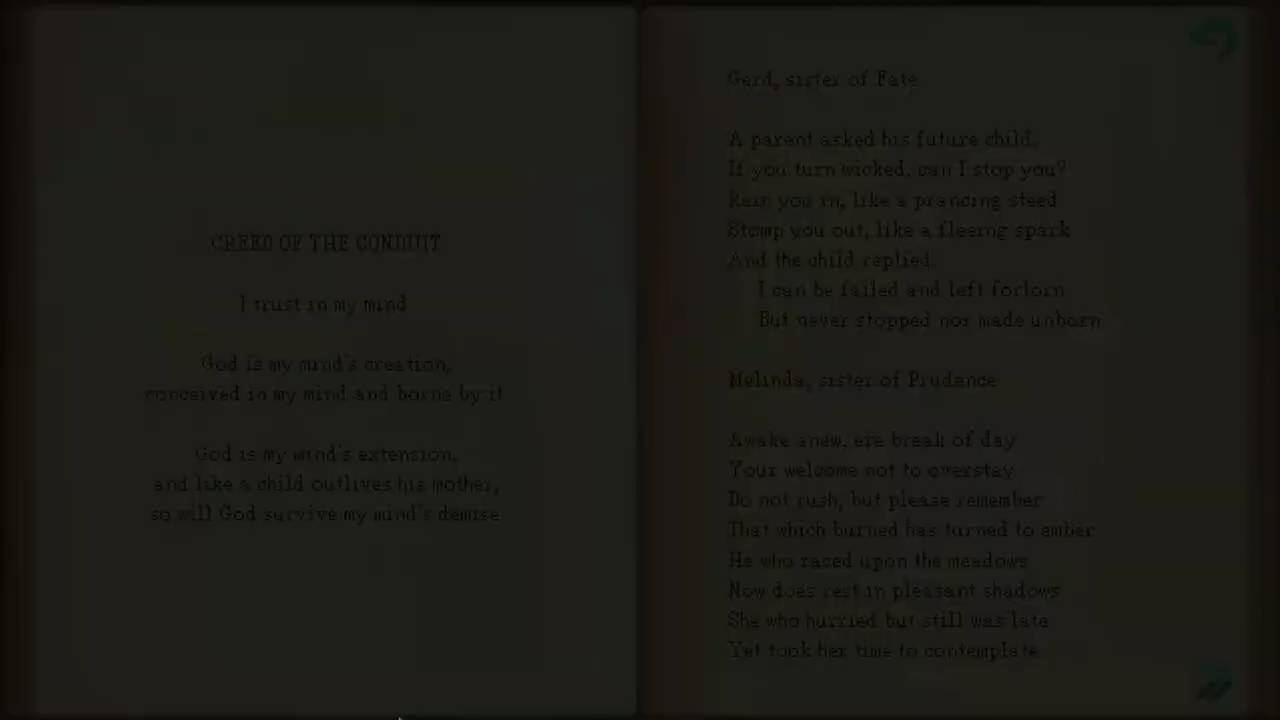 CREED OF THE CONDUIT
I trust in my mind
God is my mind's creation,
conceived in my mind and borne by it
God is my mind's extension,
and like a child outlives his mother,
so will God survive my mind's demise
Gerd, sister of Fate
A parent asked his future child,
If you turn wicked, can I stop you?
Rein you in, like a prancing steed
Stomp you out, like a fleeing spark
And the child replied
I can be failed and left forlorn
But never stopped nor made unborn
Melinda, sister of Prudance
Awake anew, ere break of day
Your welcome not to overstay
Do not rush, but please remember
That which burned has turned to amber
He who raced upon the meadows
Now does rest in pleasant shadows
She who hurried but still was late
Yet took her time to contemplate